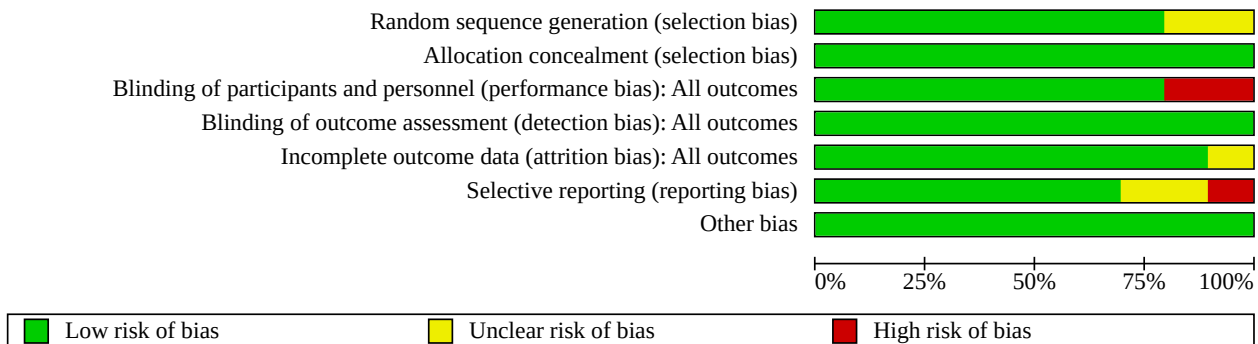 Random sequence generation (selection bias)
Allocation concealment (selection bias)
Blinding of participants and personnel (performance bias): All outcomes
Blinding of outcome assessment (detection bias): All outcomes
Incomplete outcome data (attrition bias): All outcomes
Selective reporting (reporting bias)
Other bias
0% 25% 50% 75% 100%
Low risk of bias Unclear risk of bias High risk of bias